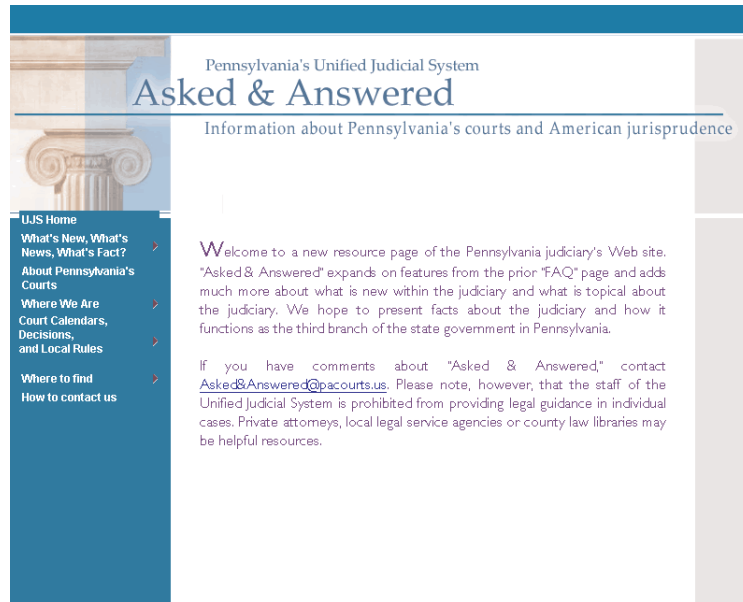 Pennsylvania's Unified Judicial System
Asked & Answered
Information about Pennsylvania's courts and American jurisprudence
UJS Home
What's New, What's
News, What's Fact?
About Pennsylvania's
Courts
Where We Are
Court Calendars,
Decisions,
and Local Rules
Where to find
How to contact us
Welcome to a new resource page of the Pennsylvania judiciary's Web site.
"Asked & Answered" expands on features from the prior "FAQ" page and adds
much more about what is new within the judiciary and what is topical about
the judiciary. We hope to present facts about the judiciary and how it
functions as the third branch of the state government in Pennsylvania.
If you have comments about "Asked & Answered," contact
Asked&Answered@pacourts.us. Please note, however, that the staff of the
Unified Judicial System is prohibited from providing legal guidance in individual
cases. Private attorneys, local legal service agencies or county law libraries may
be helpful resources.